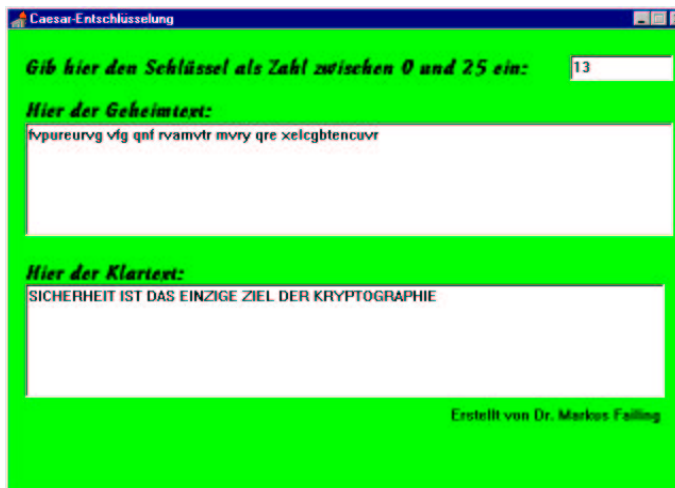 Caesar-Entschlüsselung
Gib hier den Schlüssel als Zahl zwischen 0 und 25 ein: 13
Hier der Geheimtext:
fvpureurvg vfg qnf rvamvtr mvry qre xelcgbtencuvr
Hier der Klartext:
SICHERHEIT IST DAS EINZIGE ZIEL DER KRYPTOGRAPHIE
Erstellt von Dr. Markus Failing